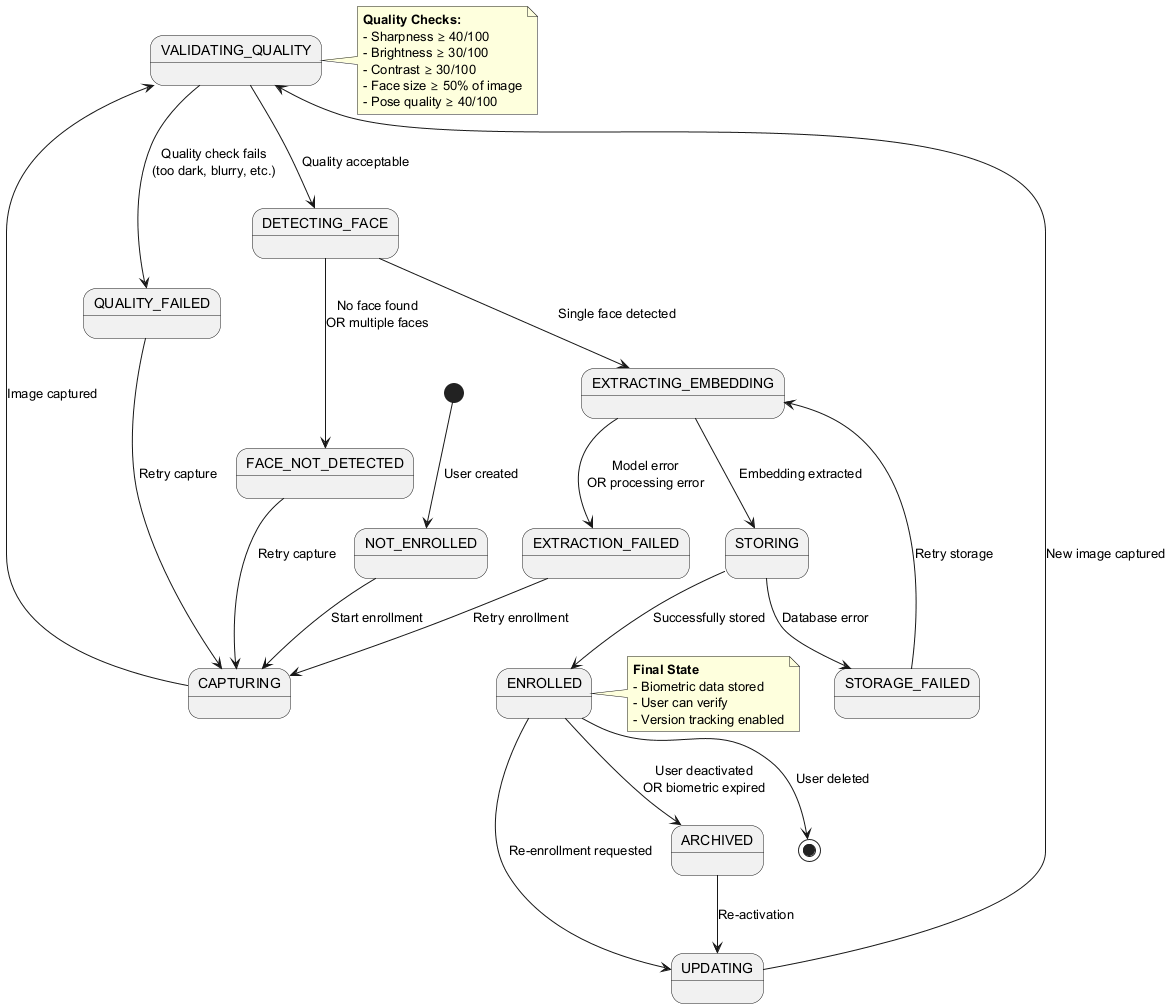 VALIDATING_QUALITY
Quality Checks:
- Sharpness ≥ 40/100
- Brightness ≥ 30/100
- Contrast ≥ 30/100
- Face size ≥ 50% of image
- Pose quality ≥ 40/100
Quality check fails
(too dark, blurry, etc.)
Quality acceptable
DETECTING_FACE
QUALITY_FAILED
No face found
OR multiple faces
Single face detected
EXTRACTING_EMBEDDING
Image captured
FACE_NOT_DETECTED
Retry capture
User created
Model error
OR processing error
Embedding extracted
NOT_ENROLLED
EXTRACTION_FAILED
STORING
Retry capture
Retry storage
New image captured
Start enrollment
Retry enrollment
Successfully stored
Database error
CAPTURING
ENROLLED
Final State
- Biometric data stored
- User can verify
- Version tracking enabled
STORAGE_FAILED
User deactivated
OR biometric expired
User deleted
Re-enrollment requested
ARCHIVED
Re-activation
UPDATING